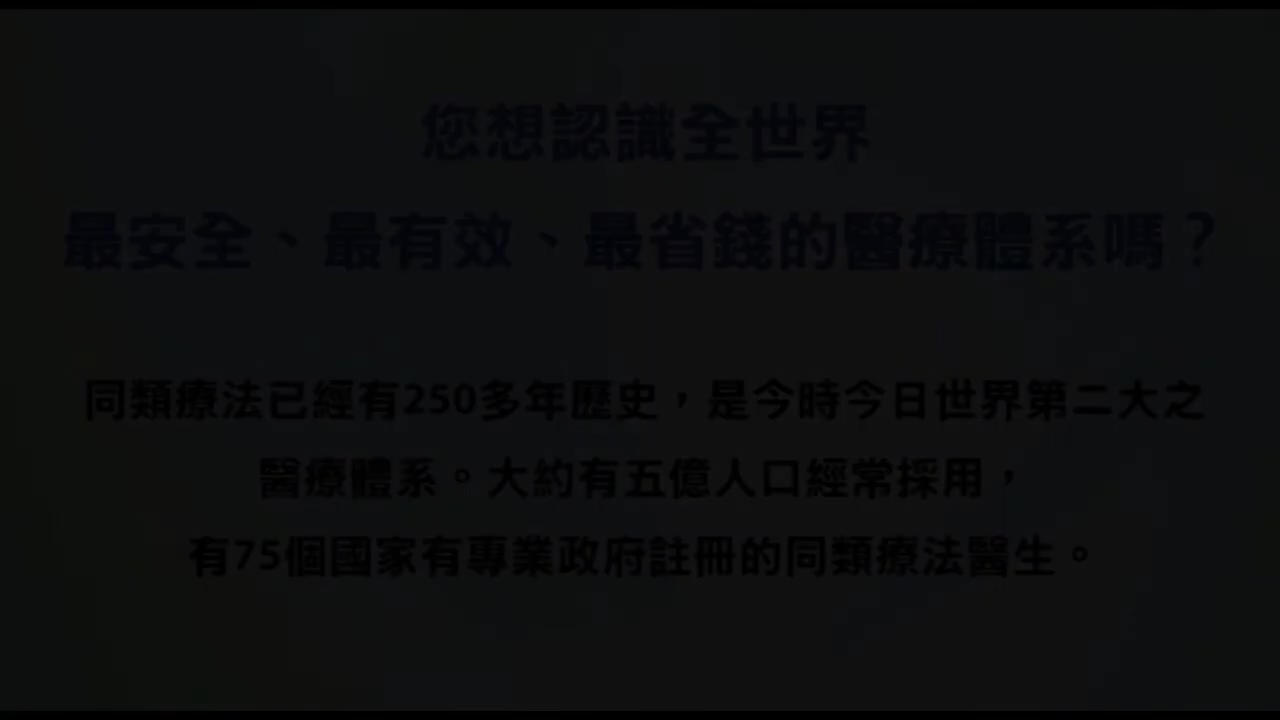 您想認識全世界
最安全、最有效、最省錢的醫療體系嗎？
同類療法已經有250多年歷史，是今時今日世界第二大之
醫療體系。大約有五億人口經常採用，
有75個國家有專業政府註冊的同類療法醫生。